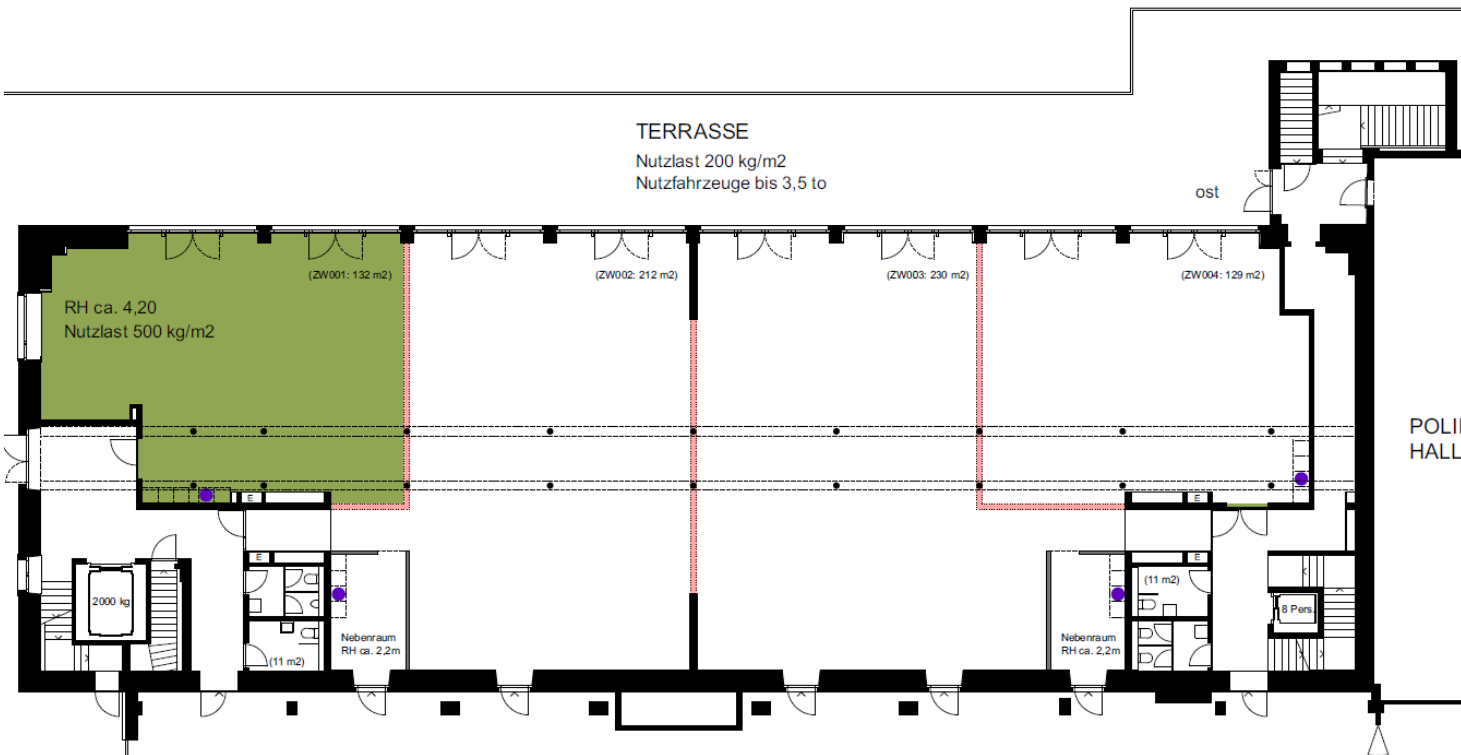 TERRASSE
Nutzlast 200 kg/m2
Nutzfahrzeuge bis 3,5 to
ost
(ZW001: 132 m2)
(ZW002: 212 m2)
(ZW003: 230 m2)
(ZW004: 129 m2)
RH ca. 4,20
Nutzlast 500 kg/m2
POLI
HALL
E
E
E
E
2000 kg
(11 m2)
8 Pers.
Nebenraum
RH ca. 2,2m
(11 m2)
Nebenraum
RH ca. 2,2m